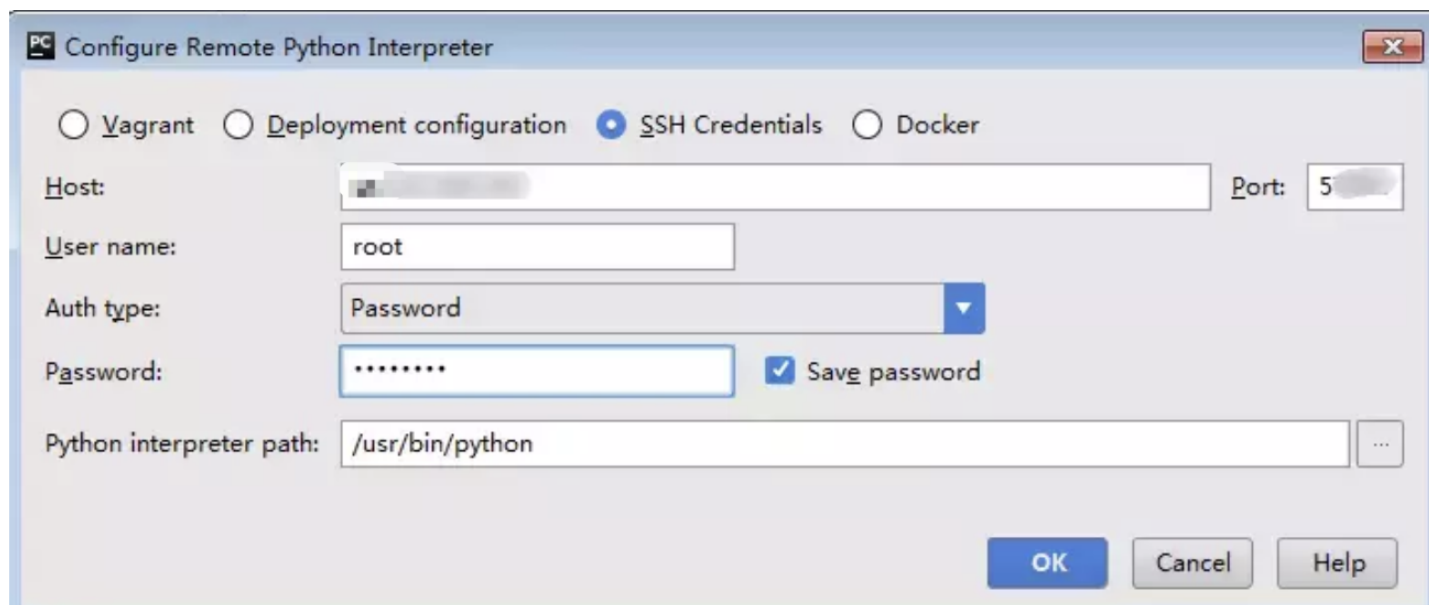 PC Configure Remote Python Interpreter
Vagrant Deployment configuration SSH Credentials Docker
Host: Port: 5
User name: root
Auth type: Password
Password: •••••••• Save password
Python interpreter path: /usr/bin/python ...
OK Cancel Help